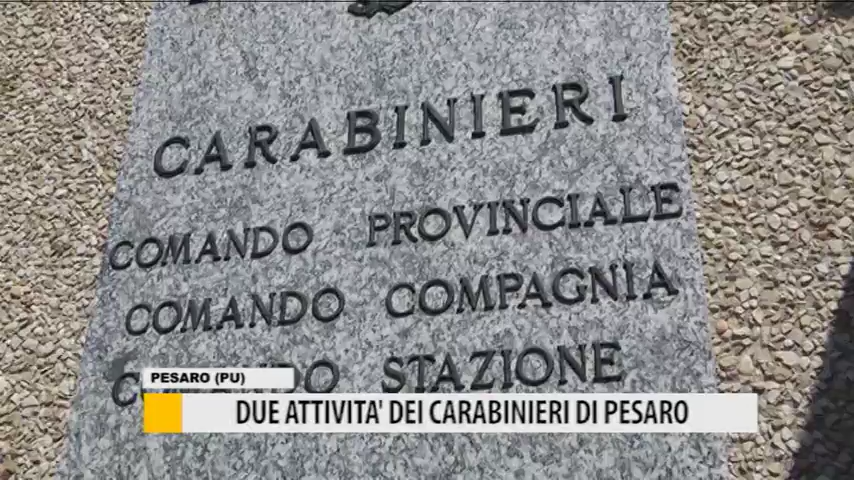 CARABINIERI
COMANDO PROVINCIALE
COMANDO COMPAGNIA
STAZIONE
PESARO (PU)
DUE ATTIVITA' DEI CARABINIERI DI PESARO